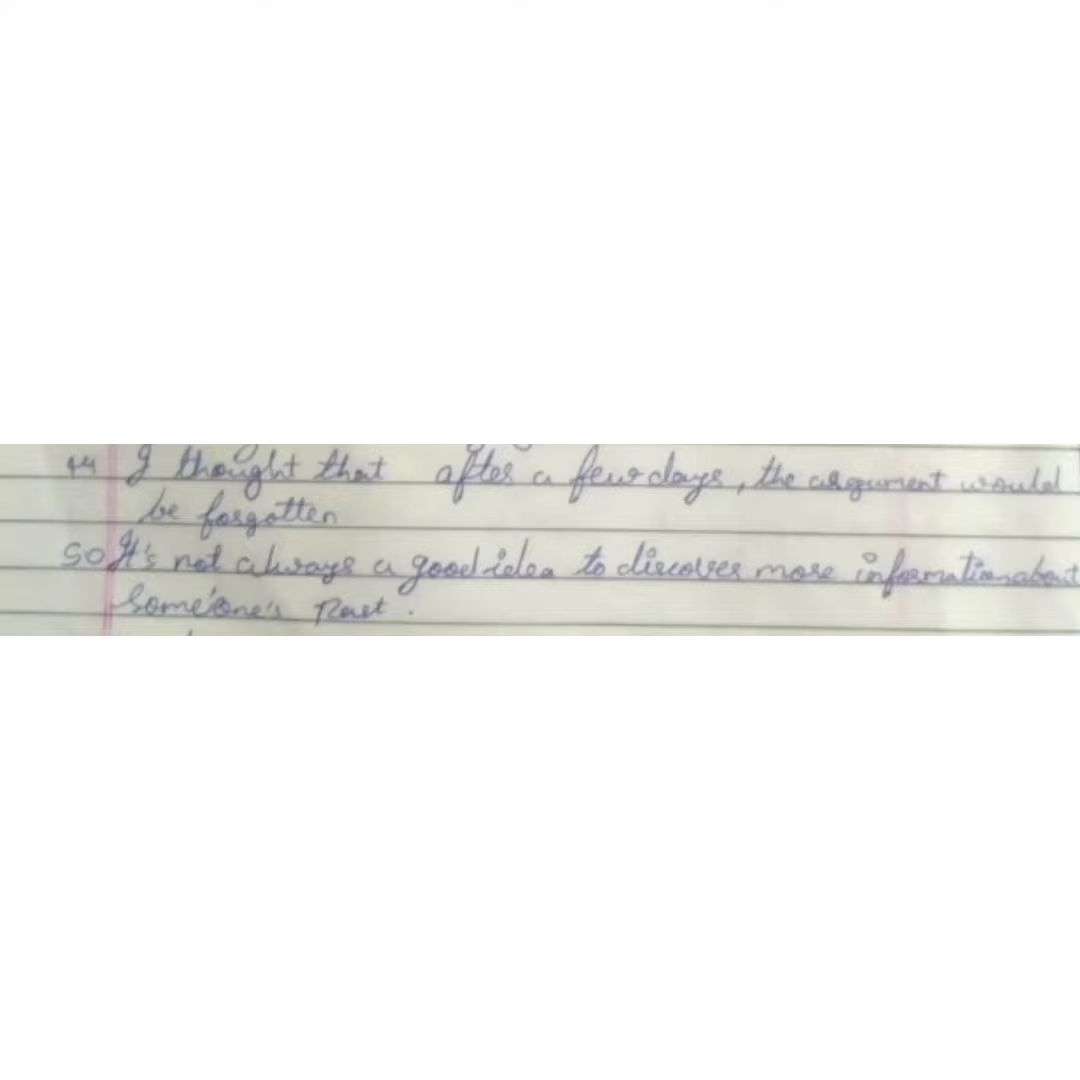 I thought that after a few days, the argument would
be forgotten
50 It's not always a good idea to discover more information about
someone's Past.